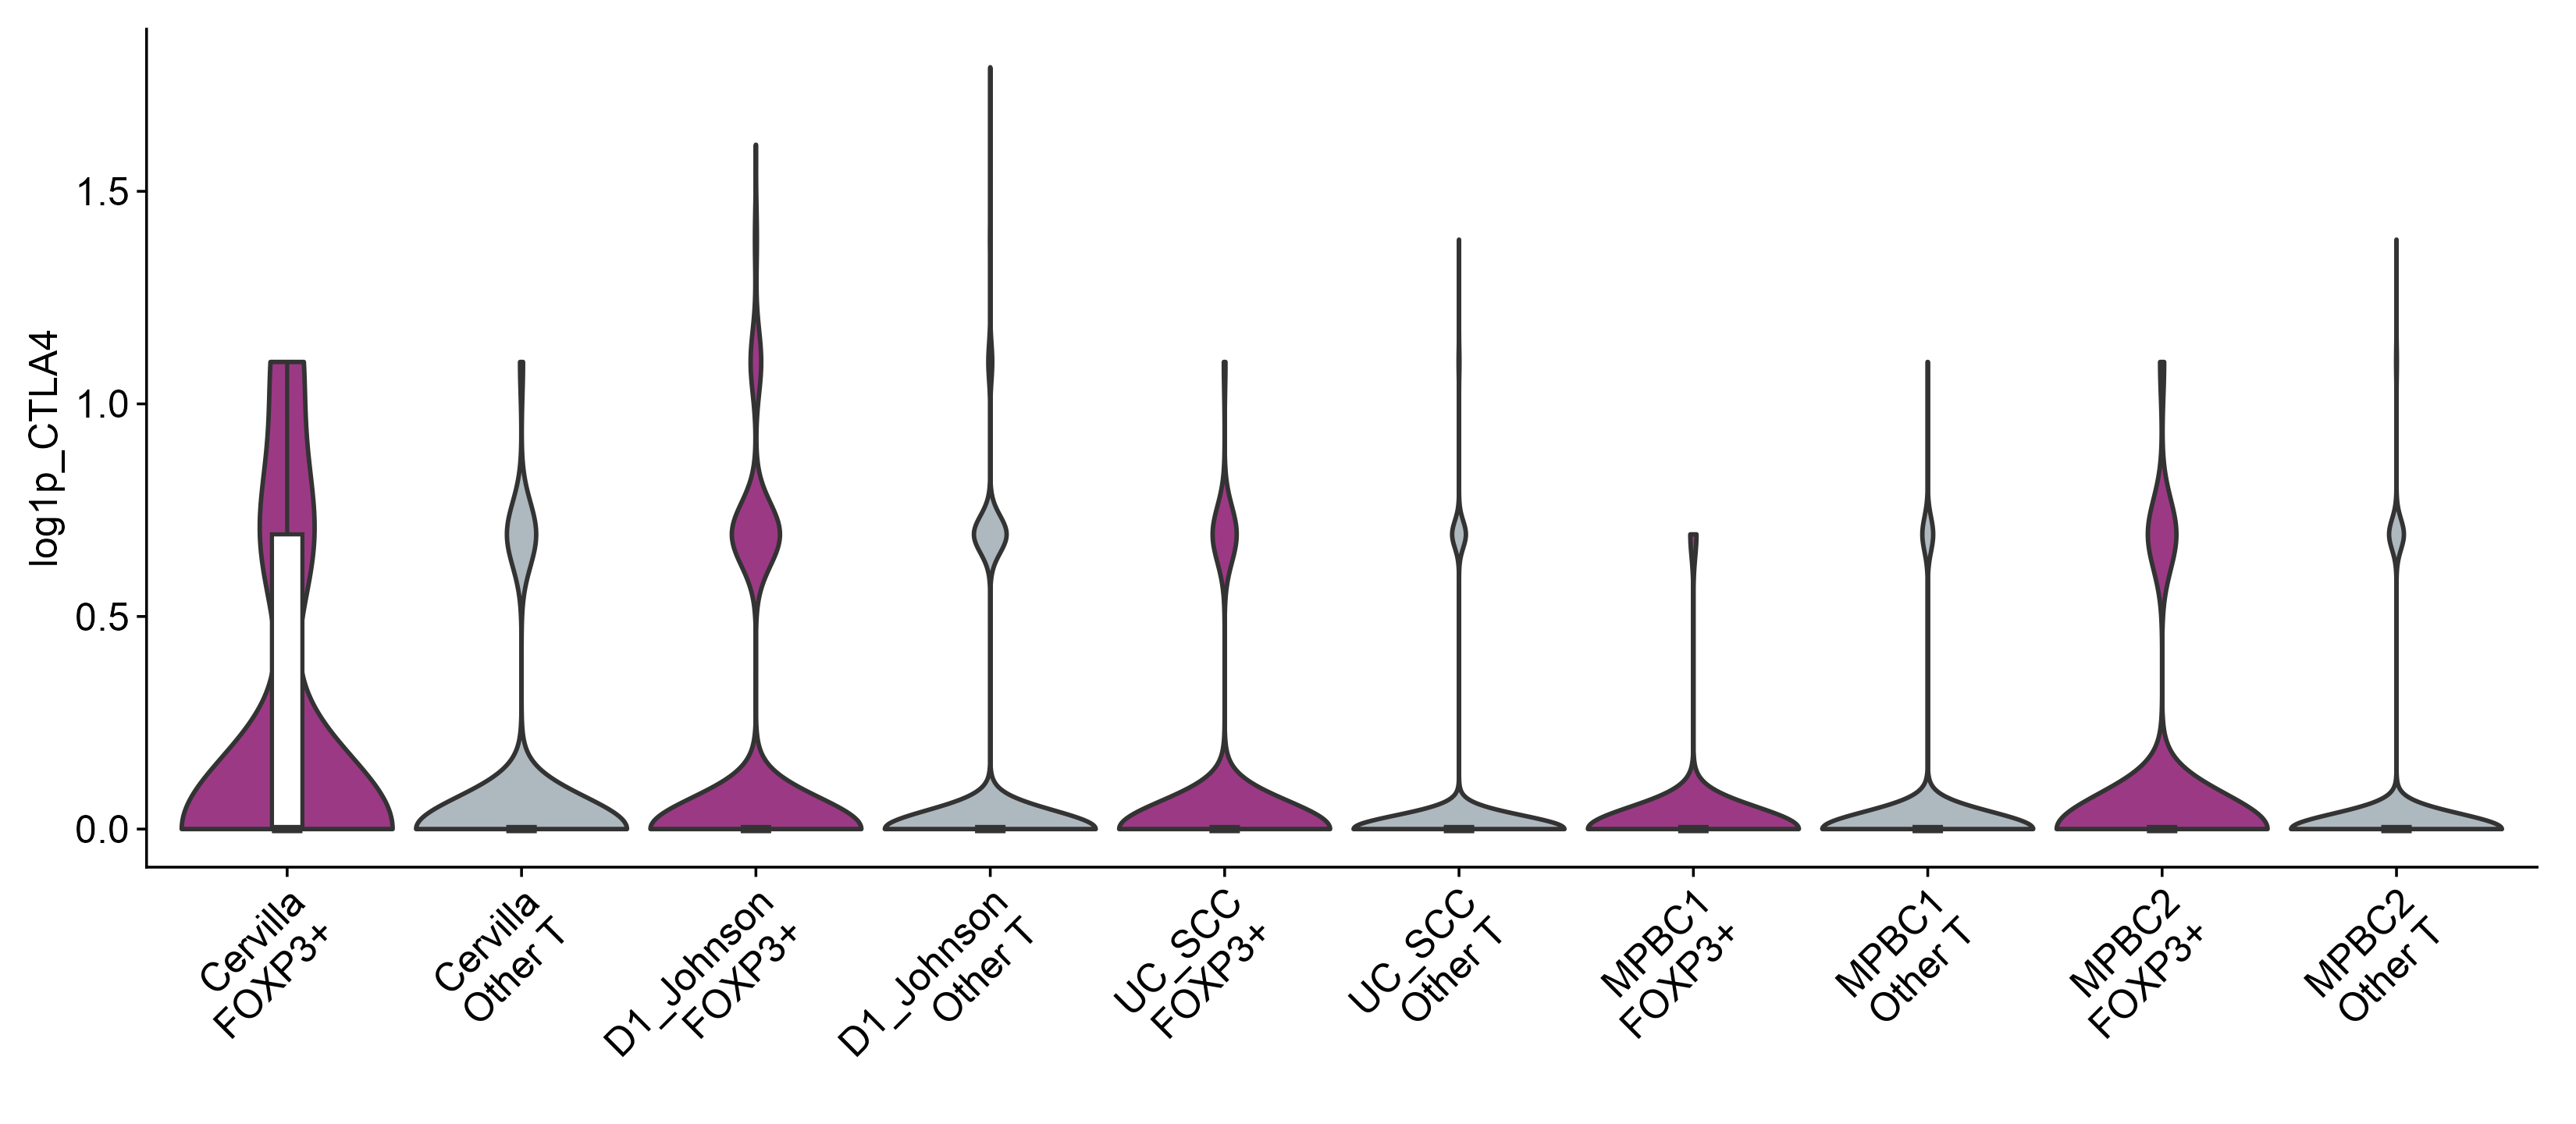 log1p_CTLA4
1.5
1.0
0.5
0.0
Cervilla
FOXP3+
Cervilla
Other T
D1_Johnson
FOXP3+
D1_Johnson
Other T
UC_SCC
FOXP3+
UC_SCC
Other T
MPBC1
FOXP3+
MPBC1
Other T
MPBC2
FOXP3+
MPBC2
Other T